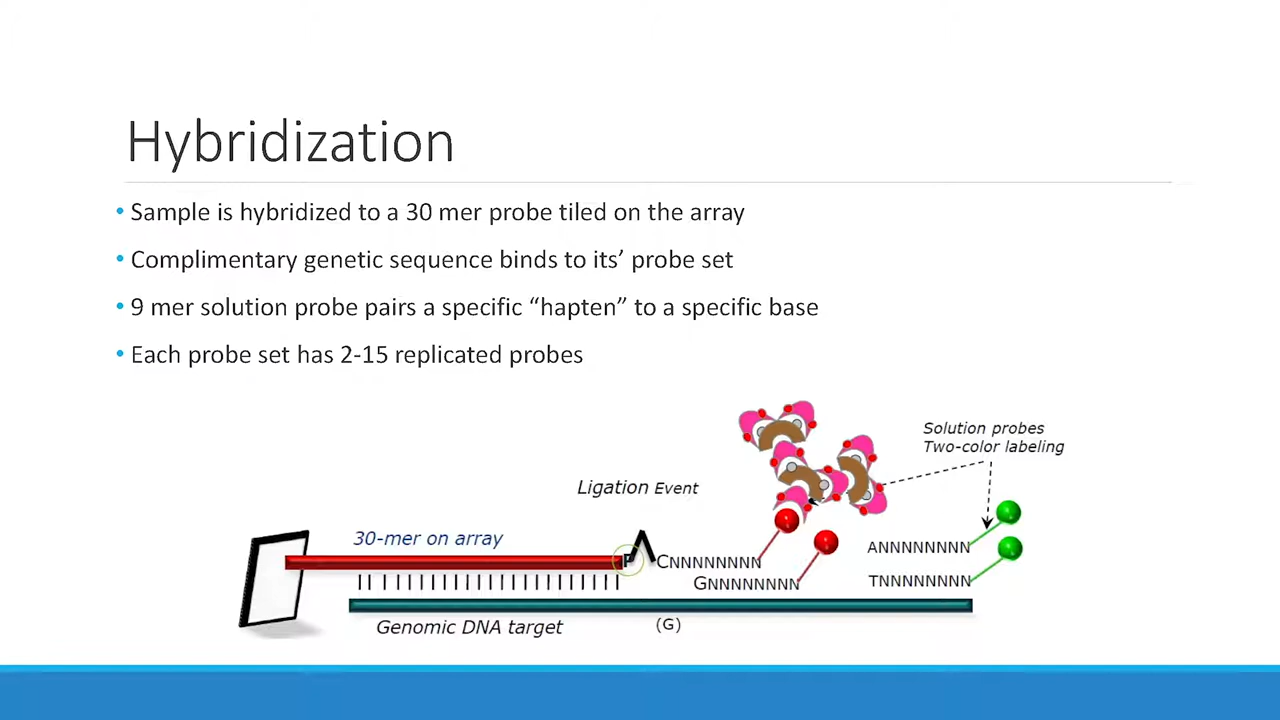 Hybridization
• Sample is hybridized to a 30 mer probe tiled on the array
• Complimentary genetic sequence binds to its’ probe set
• 9 mer solution probe pairs a specific “hapten” to a specific base
• Each probe set has 2-15 replicated probes
Solution probes
Two-color labeling
Ligation Event
30-mer on array
P
CNNNNNNNN
GNNNNNNNN
ANNNNNNNNN
TNNNNNNNN
Genomic DNA target
(G)